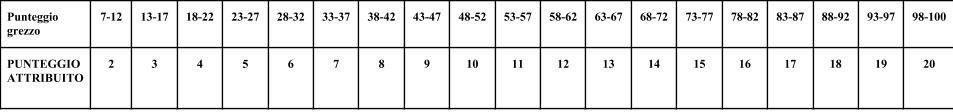 Punteggio grezzo 7-12 13-17 18-22 23-27 28-32 33-37 38-42 43-47 48-52 53-57 58-62 63-67 68-72 73-77 78-82 83-87 88-92 93-97 98-100
PUNTEGGIO ATTRIBUITO 2 3 4 5 6 7 8 9 10 11 12 13 14 15 16 17 18 19 20